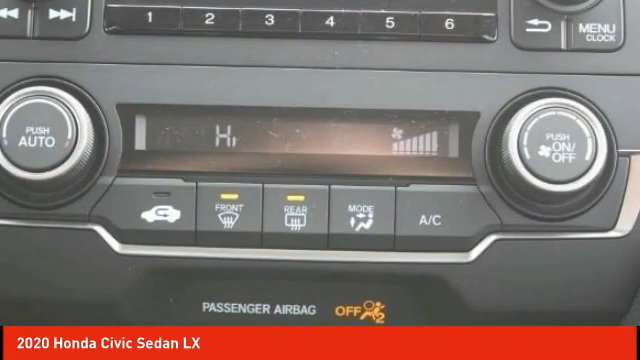 1 2 3 4 5 6
MENU
CLOCK
PUSH
AUTO
Hi
PUSH
ON/
OFF
FRONT
REAR
MODE
A/C
PASSENGER AIRBAG OFF 2
2020 Honda Civic Sedan LX